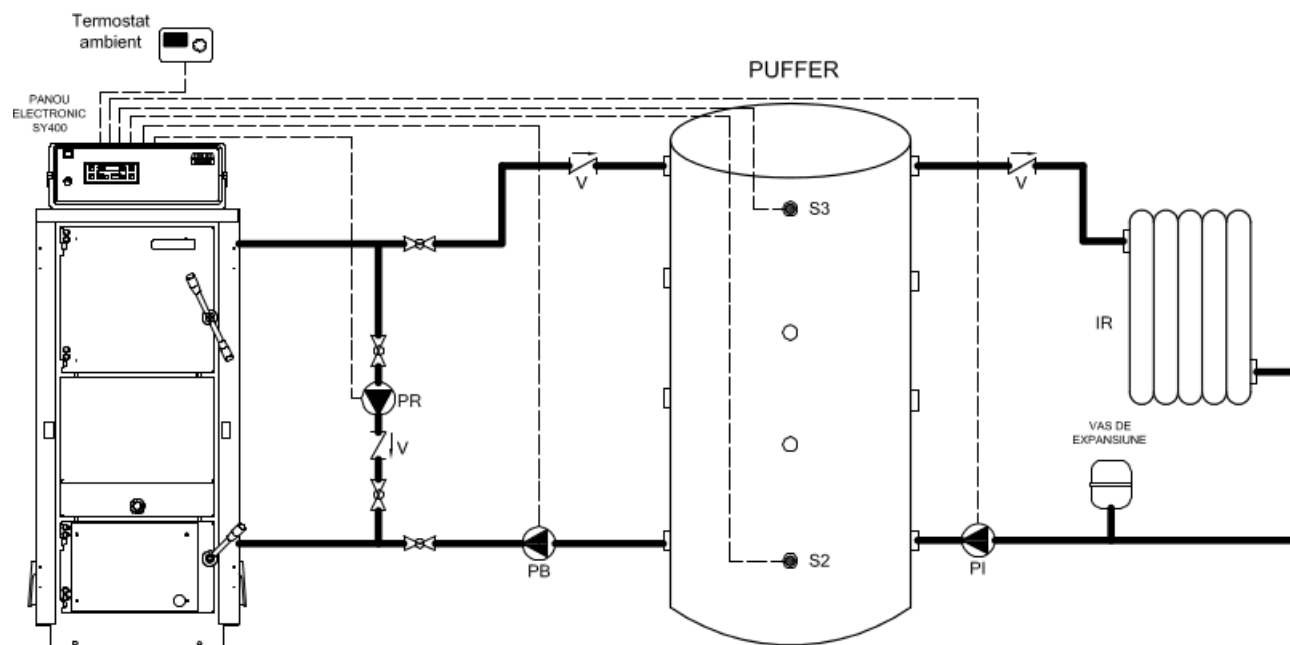 Termostat
ambient
PANOU
ELECTRONIC
SY400
PUFFER
V
V
S3
IR
PR
V
VAS DE
EXPANSIUNE
PB
S2
PI